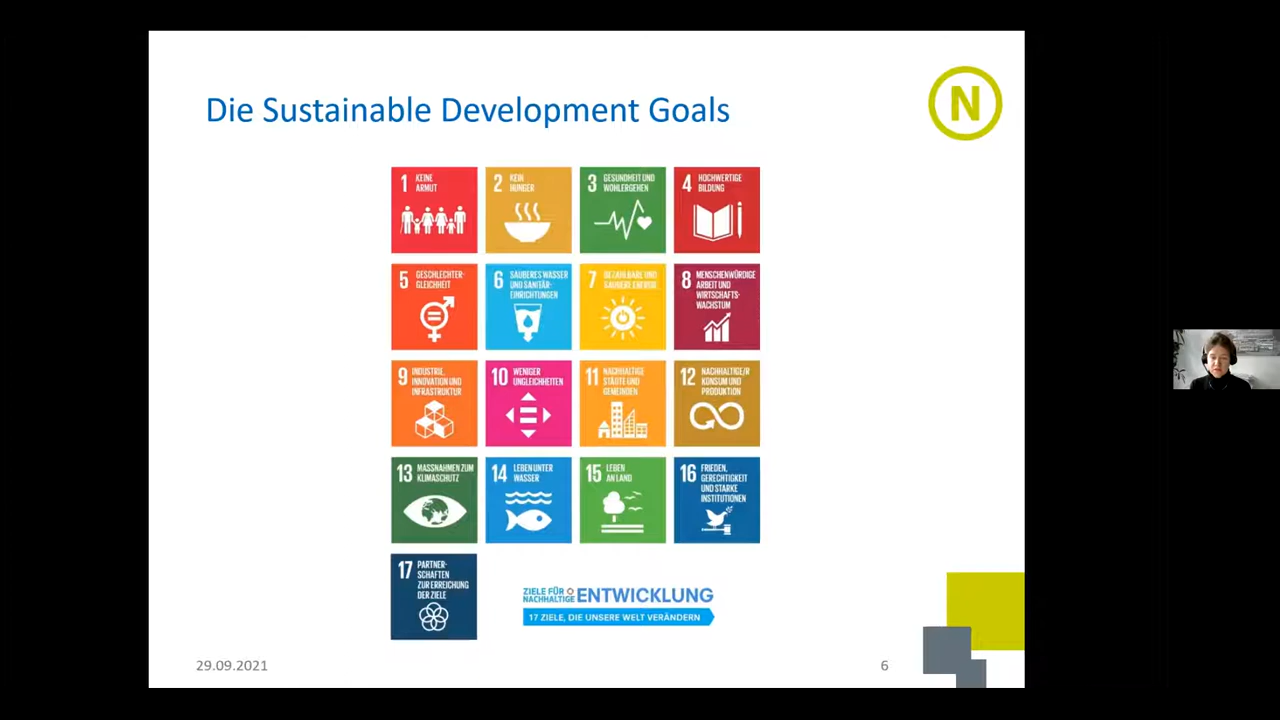 Die Sustainable Development Goals
N
1 KEINE
ARMUT
2 KEIN
HUNGER
3 GESUNDHEIT UND
WOHLERGEHEN
4 HOCHWERTIGE
BILDUNG
5 GESCHLECHTER-
GLEICHHEIT
6 SAUBERES WASSER
UND SANITÄR-
EINRICHTUNGEN
7 BEZAHLBARE UND
SAUBERE ENERGIE
8 MENSCHENWÜRDIGE
ARBEIT UND
WIRTSCHAFTS-
WACHSTUM
9 INDUSTRIE,
INNOVATION UND
INFRASTRUKTUR
10 WENIGER
UNGLEICHHEITEN
11 NACHHALTIGE
STÄDTE UND
GEMEINDEN
12 NACHHALTIGE/R
KONSUM UND
PRODUKTION
13 MASSNAHMEN ZUM
KLIMASCHUTZ
14 LEBEN UNTER
WASSER
15 LEBEN
AN LAND
16 FRIEDEN,
GERECHTIGKEIT
UND STARKE
INSTITUTIONEN
17 PARTNER-
SCHAFTEN
ZUR ERREICHUNG
DER ZIELE
ZIELE FÜR
NACHHALTIGE ENTWICKLUNG
17 ZIELE, DIE UNSERE WELT VERÄNDERN
29.09.2021
6